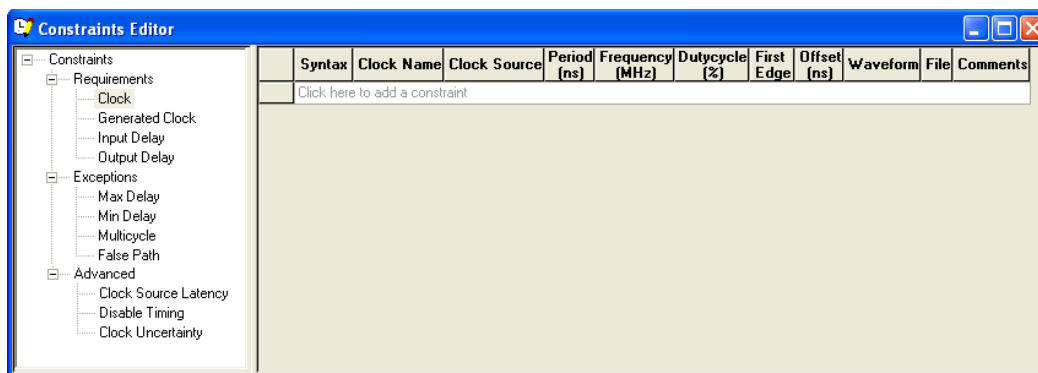 Constraints Editor
Constraints
Requirements
Clock
Generated Clock
Input Delay
Output Delay
Exceptions
Max Delay
Min Delay
Multicycle
False Path
Advanced
Clock Source Latency
Disable Timing
Clock Uncertainty
Syntax Clock Name Clock Source Period (ns) Frequency (MHz) Dutycycle (%) First Edge Offset (ns) Waveform File Comments
Click here to add a constraint